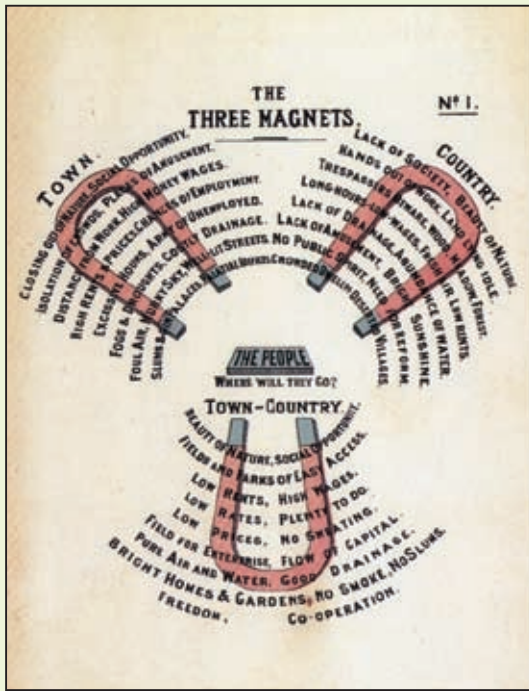 THE
THREE MAGNETS.
No 1.
TOWN.
CLOSING OUT OF NATURE. SOCIAL OPPORTUNITY.
ISOLATION OF CROWDS. PLACES OF AMUSEMENT.
DISTANCE FROM WORK. HIGH MONEY WAGES.
HIGH RENTS & PRICES. CHANCES OF EMPLOYMENT.
EXCESSIVE HOURS. ARMY OF UNEMPLOYED.
FOGS & DROUGHTS. COSTLY DRAINAGE.
FOUL AIR. MURKY SKY. WELL-LIT STREETS.
SLUMS & PALACES. PALATIAL
COUNTRY.
LACK OF SOCIETY. BEAUTY OF NATURE.
HANDS OUT OF WORK. LAND LYING IDLE.
TRESPASSERS BEWARE. WOOD, FOREST.
LONG HOURS LOW WAGES. FRESH AIR LOW RENTS.
LACK OF DRAINAGE. ABUNDANCE OF WATER.
LACK OF AMUSEMENT. BRIGHT SUNSHINE.
NO PUBLIC SPIRIT. NEED FOR REFORM.
CROWDED VILLAGES.
THE PEOPLE
WHERE WILL THEY GO?
TOWN-COUNTRY.
BEAUTY OF NATURE, SOCIAL OPPORTUNITY.
FIELDS AND PARKS OF EASY ACCESS.
LOW RENTS, HIGH WAGES.
LOW RATES, PLENTY TO DO.
LOW PRICES, NO SWEATING.
FIELD FOR ENTERPRISE, FLOW OF CAPITAL.
PURE AIR AND WATER, GOOD DRAINAGE.
BRIGHT HOMES & GARDENS, NO SMOKE, NO SLUMS.
FREEDOM, CO-OPERATION.